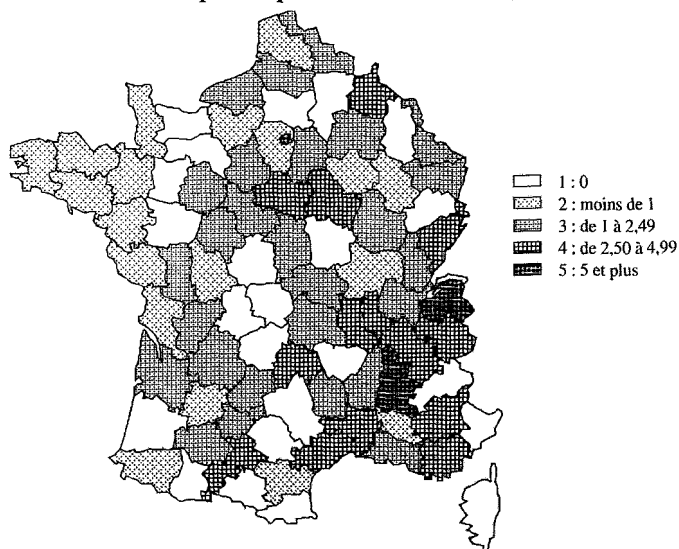 1 : 0
2 : moins de 1
3 : de 1 à 2,49
4 : de 2,50 à 4,99
5 : 5 et plus